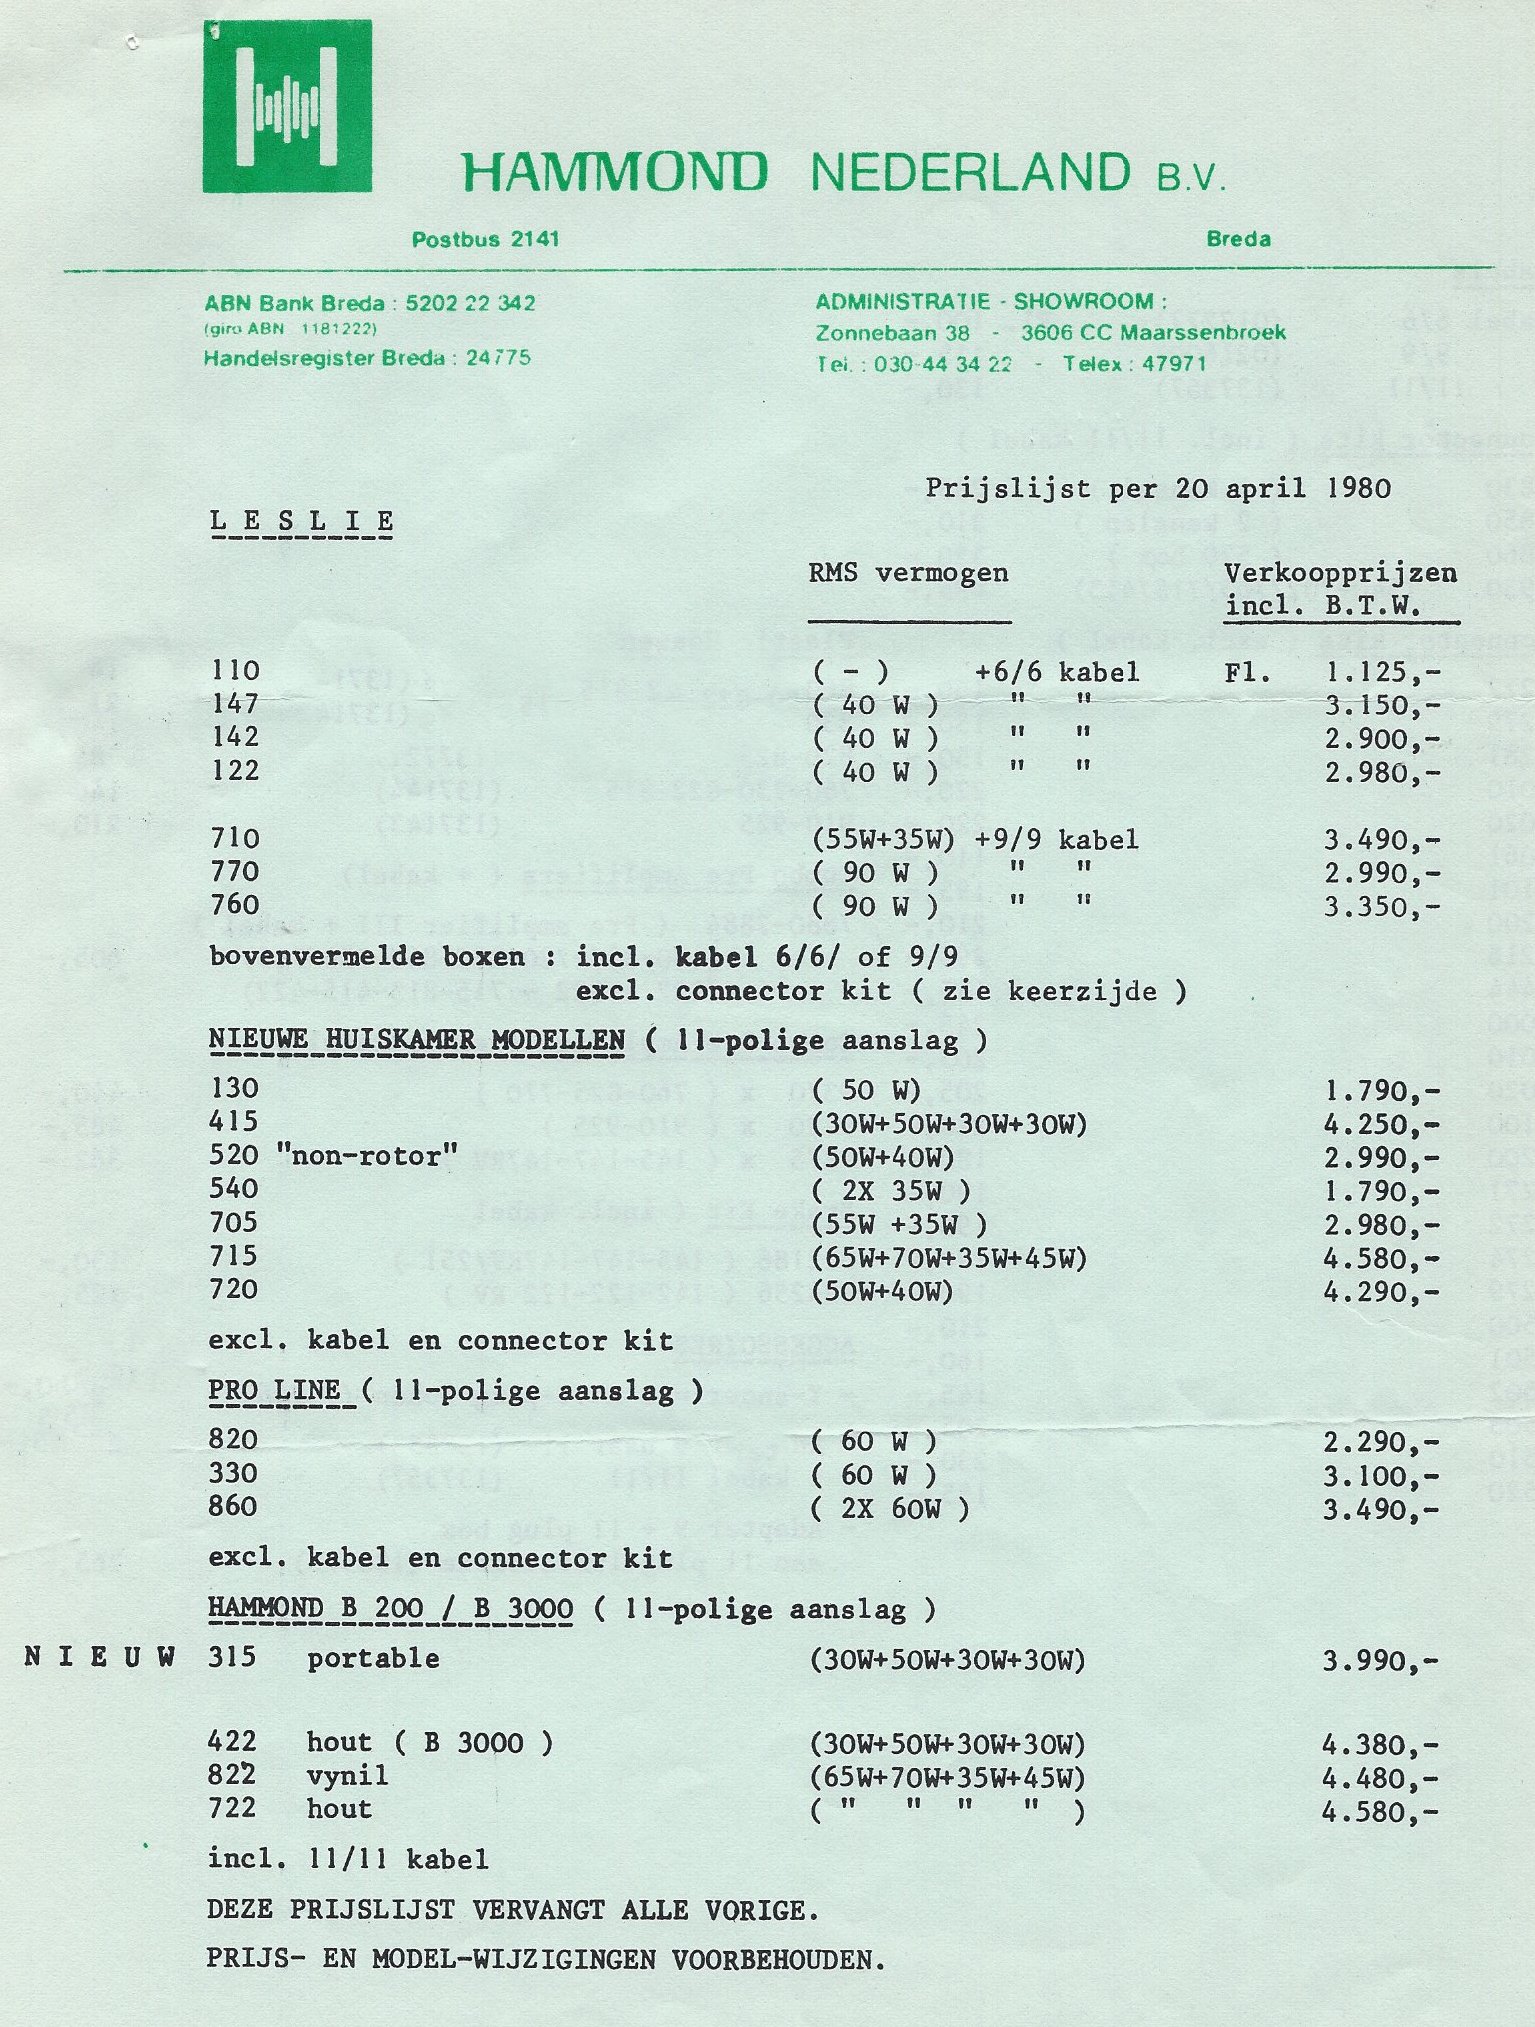 HAMMOND NEDERLAND B.V.
Postbus 2141 Breda
ABN Bank Breda : 5202 22 342
(giro ABN 1181222)
Handelsregister Breda : 24775
ADMINISTRATIE - SHOWROOM :
Zonnebaan 38 - 3606 CC Maarssenbroek
Tel. : 030-44 34 22 - Telex : 47971
Prijslijst per 20 april 1980
L E S L I E
RMS vermogen Verkoopprijzen
incl. B.T.W.
110 ( - ) +6/6 kabel Fl. 1.125,-
147 ( 40 W ) " " 3.150,-
142 ( 40 W ) " " 2.900,-
122 ( 40 W ) " " 2.980,-
710 (55W+35W) +9/9 kabel 3.490,-
770 ( 90 W ) " " 2.990,-
760 ( 90 W ) " " 3.350,-
bovenvermelde boxen : incl. kabel 6/6/ of 9/9
excl. connector kit ( zie keerzijde )
NIEUWE HUISKAMER MODELLEN ( 11-polige aanslag )
130 ( 50 W) 1.790,-
415 (30W+50W+30W+30W) 4.250,-
520 "non-rotor" (50W+40W) 2.990,-
540 ( 2X 35W ) 1.790,-
705 (55W +35W ) 2.980,-
715 (65W+70W+35W+45W) 4.580,-
720 (50W+40W) 4.290,-
excl. kabel en connector kit
PRO LINE ( 11-polige aanslag )
820 ( 60 W ) 2.290,-
330 ( 60 W ) 3.100,-
860 ( 2X 60W ) 3.490,-
excl. kabel en connector kit
HAMMOND B 200 / B 3000 ( 11-polige aanslag )
N I E U W 315 portable (30W+50W+30W+30W) 3.990,-
422 hout ( B 3000 ) (30W+50W+30W+30W) 4.380,-
822 vynil (65W+70W+35W+45W) 4.480,-
722 hout ( " " " " ) 4.580,-
incl. 11/11 kabel
DEZE PRIJSLIJST VERVANGT ALLE VORIGE.
PRIJS- EN MODEL-WIJZIGINGEN VOORBEHOUDEN.